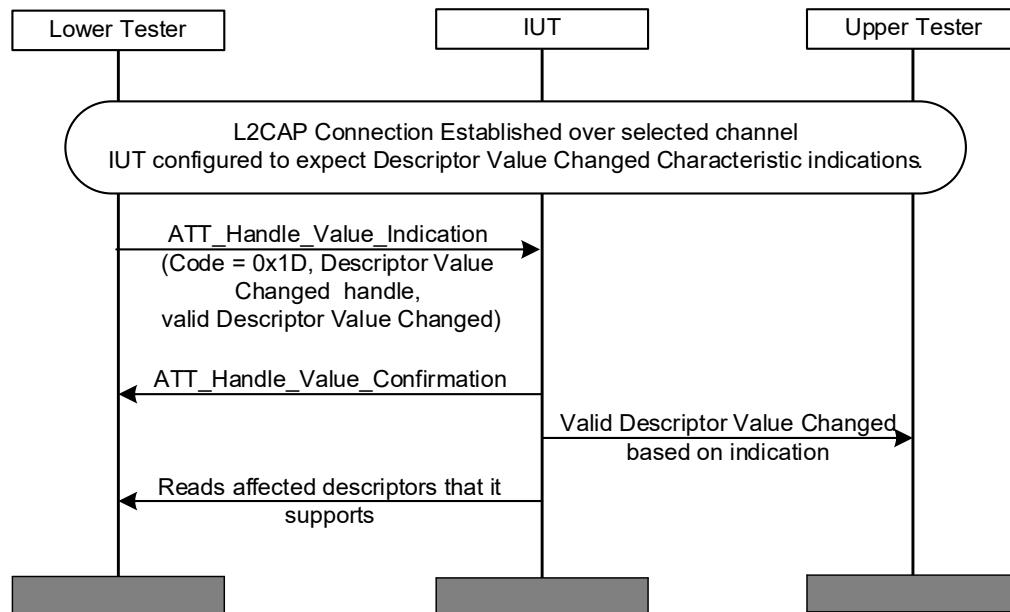 Lower Tester
IUT
Upper Tester
L2CAP Connection Established over selected channel
IUT configured to expect Descriptor Value Changed Characteristic indications.
ATT_Handle_Value_Indication
(Code = 0x1D, Descriptor Value
Changed handle,
valid Descriptor Value Changed)
ATT_Handle_Value_Confirmation
Valid Descriptor Value Changed
based on indication
Reads affected descriptors that it
supports